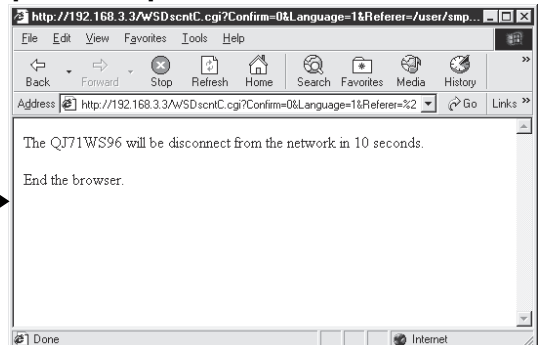 http://192.168.3.3/WSDscntC.cgi?Confirm=0&Language=1&Referer=/user/smp...
File Edit View Favorites Tools Help
Back Forward Stop Refresh Home Search Favorites Media History »
Address http://192.168.3.3/WSDscntC.cgi?Confirm=0&Language=1&Referer=%2 Go Links »
The QJ71WS96 will be disconnect from the network in 10 seconds.
End the browser.
Done Internet